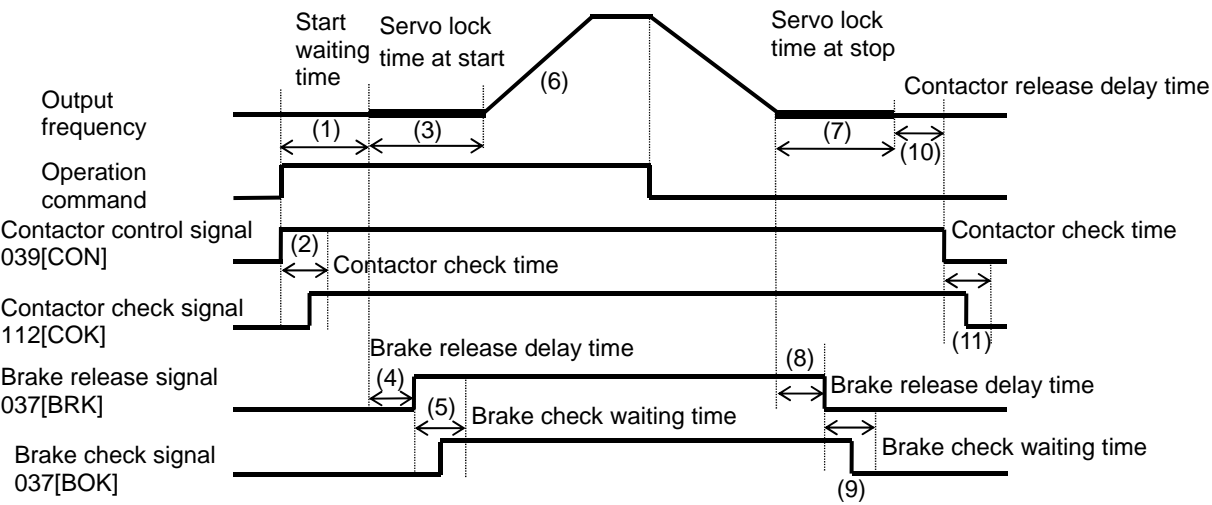 Start
waiting
time
Servo lock
time at start
(6)
Servo lock
time at stop
Contactor release delay time
Output
frequency
(1)
(3)
(7)
(10)
Operation
command
Contactor control signal
039[CON]
(2)
Contactor check time
Contactor check time
Contactor check signal
112[COK]
(11)
Brake release delay time
Brake release signal
037[BRK]
(4)
(8)
Brake release delay time
(5)
Brake check waiting time
Brake check waiting time
Brake check signal
037[BOK]
(9)